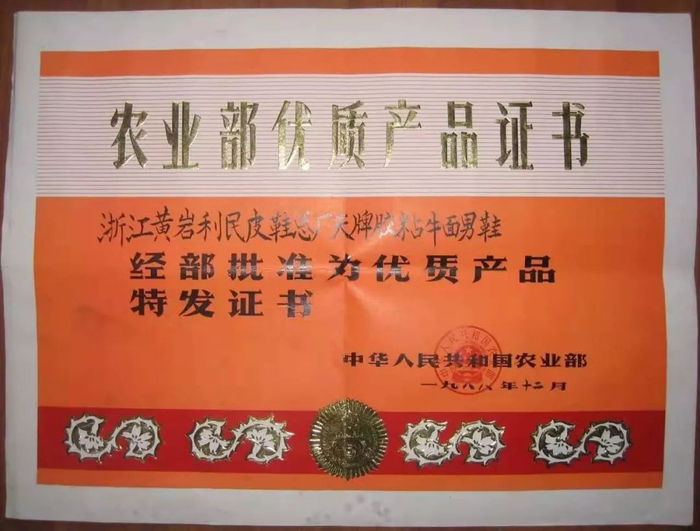 农业部优质产品证书
浙江黄岩利民皮鞋总厂天牌胶粘牛面男鞋
经部批准为优质产品
特发证书
中华人民共和国农业部
一九八八年十二月